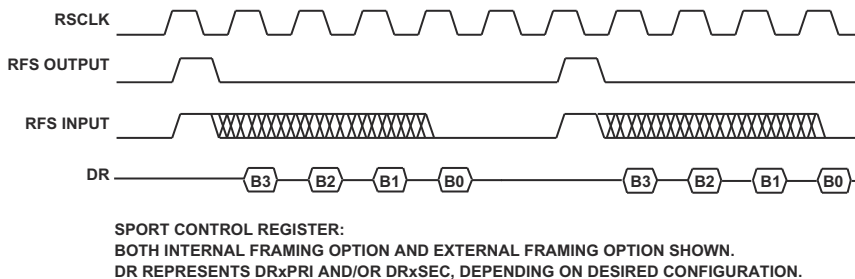 RSCLK
RFS OUTPUT
RFS INPUT
DR B3 B2 B1 B0 B3 B2 B1 B0
SPORT CONTROL REGISTER:
BOTH INTERNAL FRAMING OPTION AND EXTERNAL FRAMING OPTION SHOWN.
DR REPRESENTS DRxPRI AND/OR DRxSEC, DEPENDING ON DESIRED CONFIGURATION.